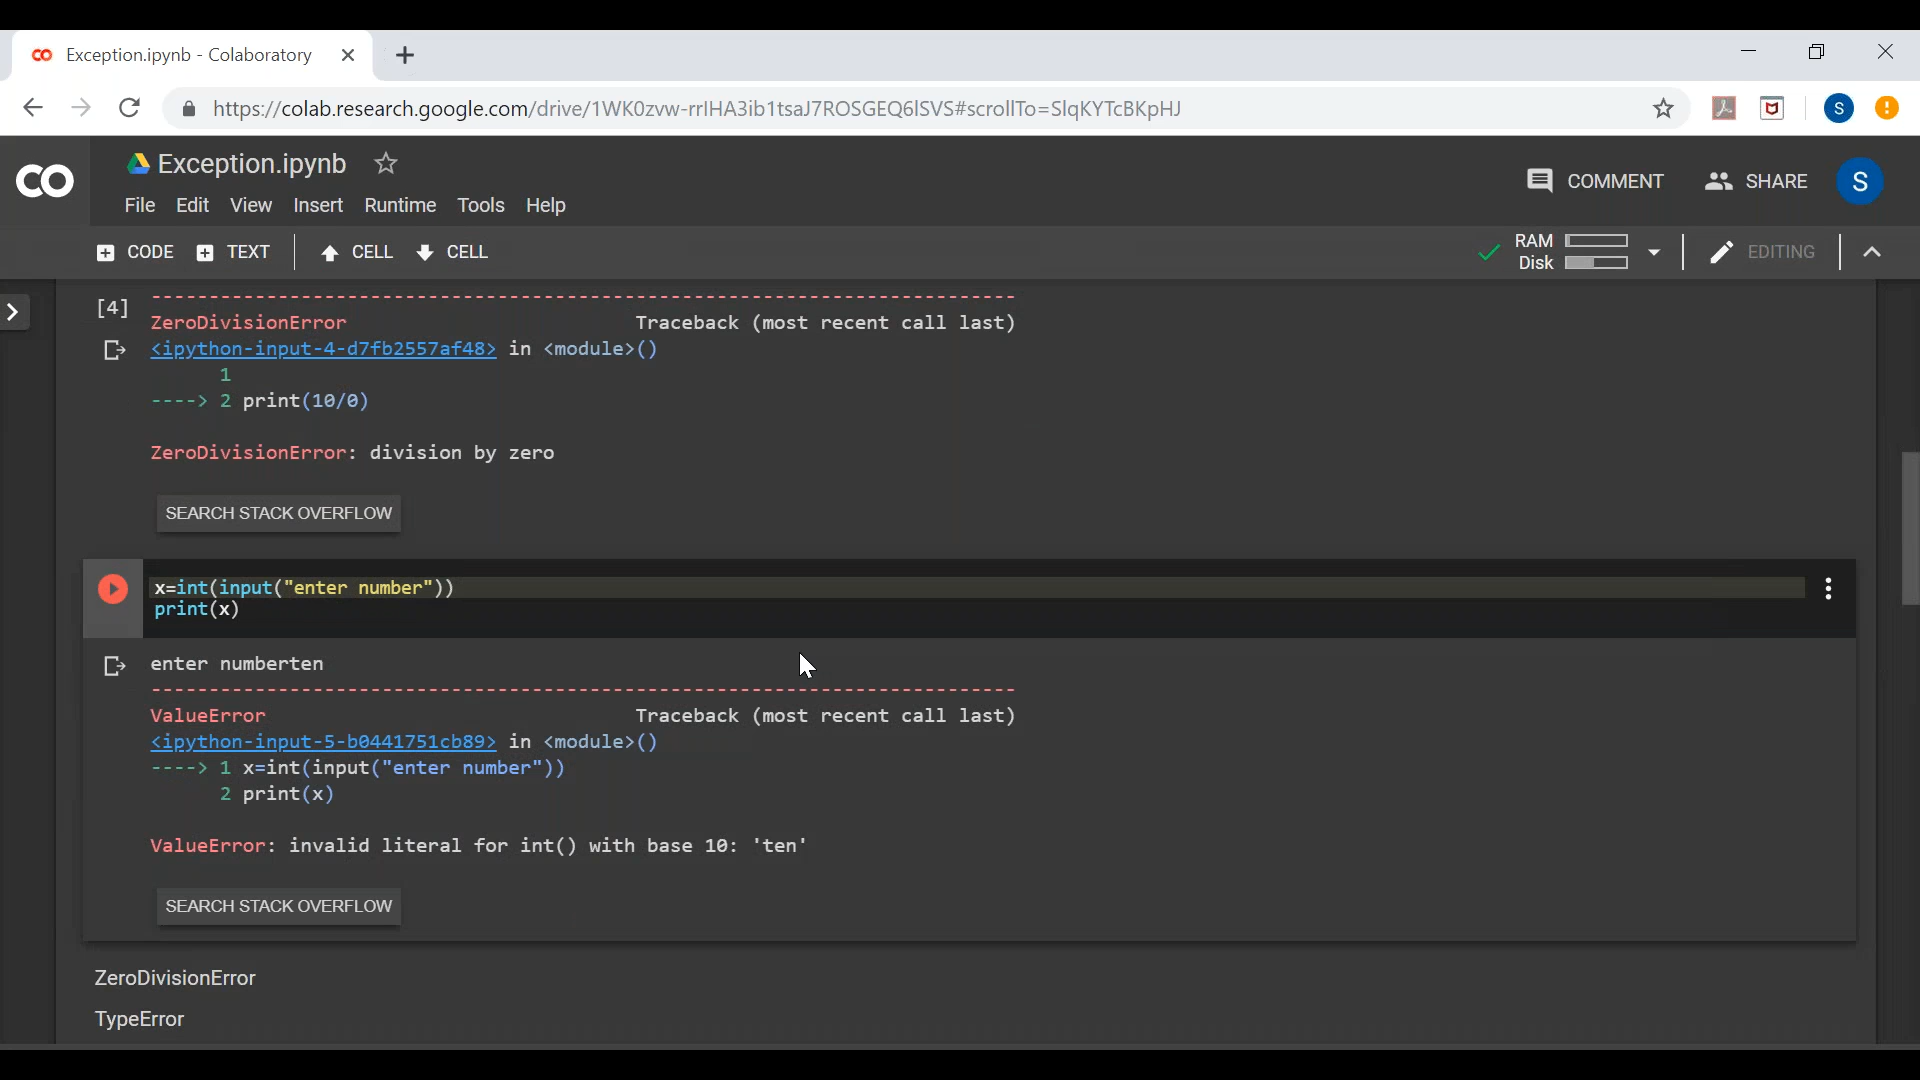 Exception.ipynb - Colaboratory
https://colab.research.google.com/drive/1WK0zvw-rrlHA3ib1tsaJ7ROSGEQ6lSVS#scrollTo=SlqKYTcBKpHJ
S
CO
Exception.ipynb
COMMENT
SHARE
S
File Edit View Insert Runtime Tools Help
CODE TEXT CELL CELL
RAM
Disk
EDITING
[4]
---------------------------------------------------------------------------
ZeroDivisionError                         Traceback (most recent call last)
<ipython-input-4-d7fb2557af48> in <module>()
      1
----> 2 print(10/0)
ZeroDivisionError: division by zero
SEARCH STACK OVERFLOW
x=int(input("enter number"))
print(x)
enter numberten
---------------------------------------------------------------------------
ValueError                                Traceback (most recent call last)
<ipython-input-5-b0441751cb89> in <module>()
----> 1 x=int(input("enter number"))
      2 print(x)
ValueError: invalid literal for int() with base 10: 'ten'
SEARCH STACK OVERFLOW
ZeroDivisionError
TypeError